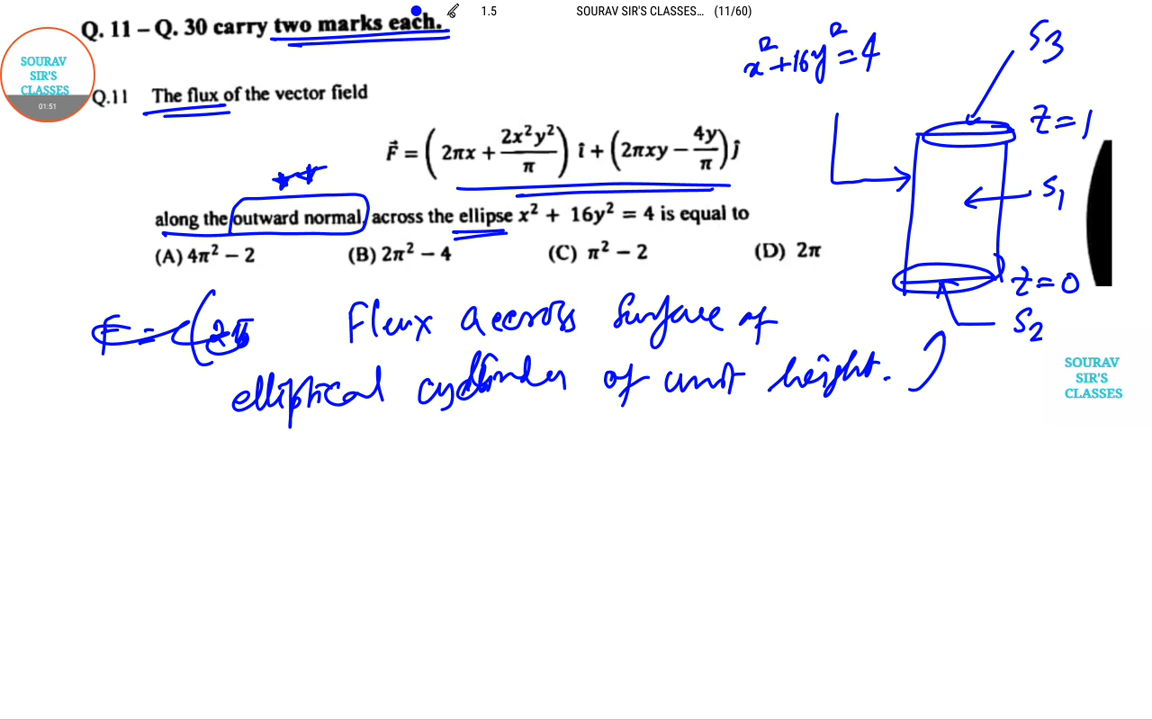 1.5 SOURAV SIR'S CLASSES... (11/60)
Q. 11 – Q. 30 carry two marks each.
SOURAV
SIR'S
CLASSES
01:51
Q.11 The flux of the vector field
F⃗ = (2πx + 2x²y²/π) î + (2πxy − 4y/π) ĵ
along the outward normal, across the ellipse x² + 16y² = 4 is equal to
(A) 4π² − 2 (B) 2π² − 4 (C) π² − 2 (D) 2π
x²+16y²=4
S3
z=1
S1
z=0
S2
Flux accross surface of
elliptical cylinder of unit height.)
SOURAV
SIR'S
CLASSES